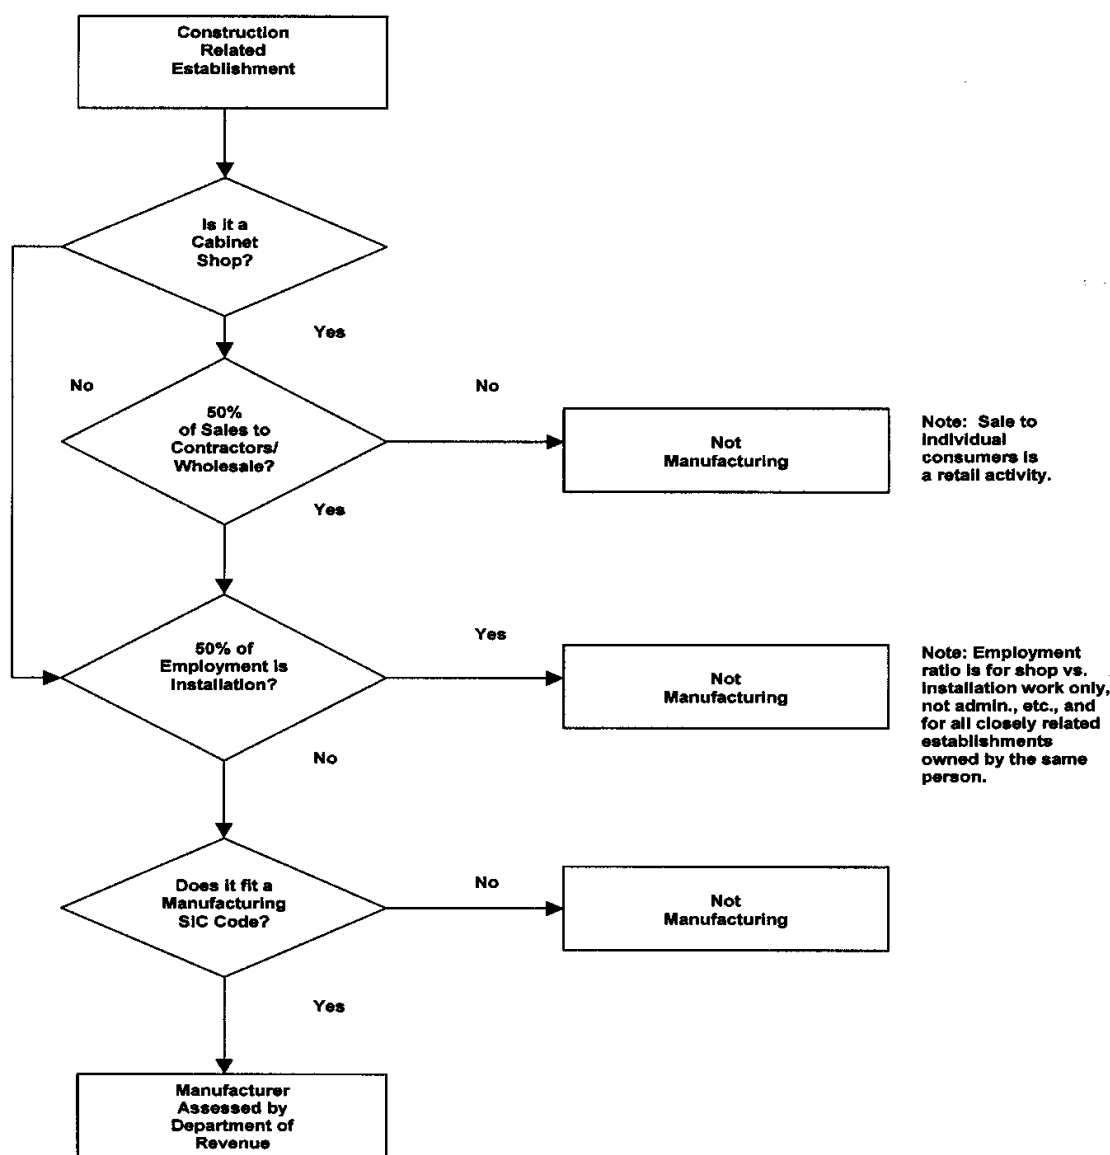 Construction
Related
Establishment
Is it a
Cabinet
Shop?
Yes
No
50%
of Sales to
Contractors/
Wholesale?
No
Not
Manufacturing
Note: Sale to
individual
consumers is
a retail activity.
Yes
50% of
Employment is
Installation?
Yes
Not
Manufacturing
Note: Employment
ratio is for shop vs.
installation work only,
not admin., etc., and
for all closely related
establishments
owned by the same
person.
No
Does it fit a
Manufacturing
SIC Code?
No
Not
Manufacturing
Yes
Manufacturer
Assessed by
Department of
Revenue